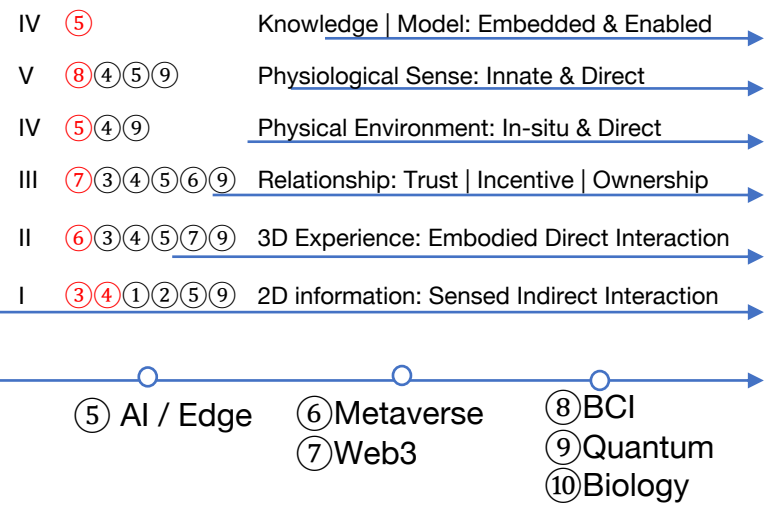 IV ⑤ Knowledge | Model: Embedded & Enabled
V ⑧④⑤⑨ Physiological Sense: Innate & Direct
IV ⑤④⑨ Physical Environment: In-situ & Direct
III ⑦③④⑤⑥⑨ Relationship: Trust | Incentive | Ownership
II ⑥③④⑤⑦⑨ 3D Experience: Embodied Direct Interaction
I ③④①②⑤⑨ 2D information: Sensed Indirect Interaction
⑤ AI / Edge
⑥Metaverse
⑦Web3
⑧BCI
⑨Quantum
⑩Biology